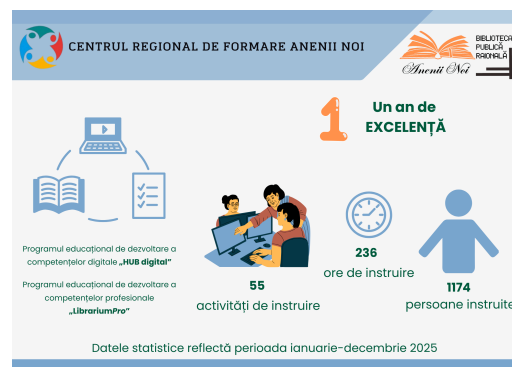 CENTRUL REGIONAL DE FORMARE ANENII NOI
BIBLIOTECA
PUBLICĂ
RAIONALĂ
Anenii Noi
1
Un an de
EXCELENȚĂ
Programul educațional de dezvoltare a
competențelor digitale „HUB digital”
Programul educațional de dezvoltare a
competențelor profesionale
„LibrariumPro”
55
activități de instruire
236
ore de instruire
1174
persoane instruite
Datele statistice reflectă perioada ianuarie-decembrie 2025